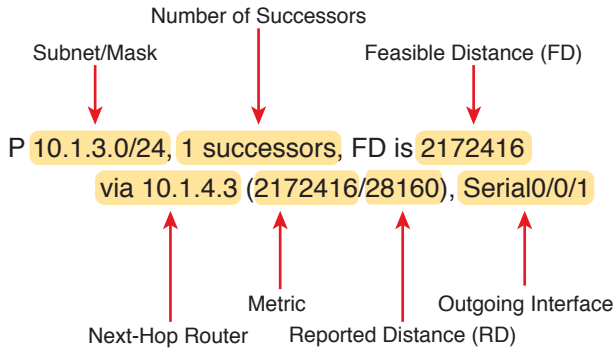 Number of Successors
Subnet/Mask
Feasible Distance (FD)
P 10.1.3.0/24, 1 successors, FD is 2172416
via 10.1.4.3 (2172416/28160), Serial0/0/1
Metric
Outgoing Interface
Next-Hop Router
Reported Distance (RD)